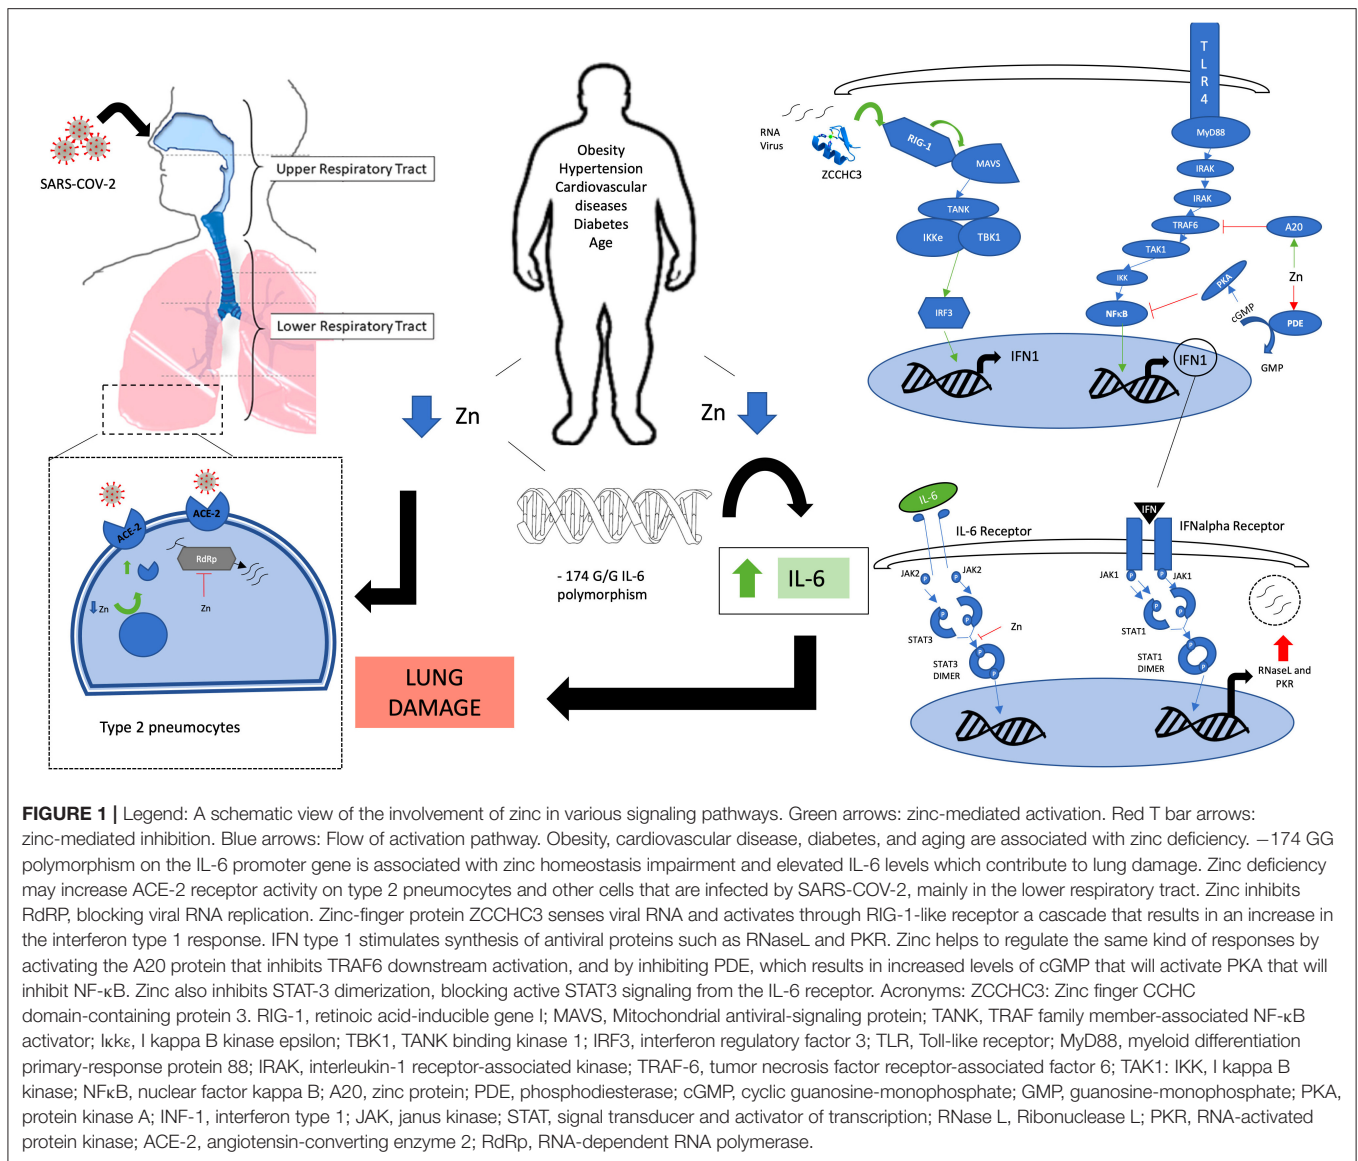 SARS-COV-2
Upper Respiratory Tract
Lower Respiratory Tract
Obesity
Hypertension
Cardiovascular
diseases
Diabetes
Age
Zn
Zn
ACE-2
ACE-2
RdRp
Zn
Zn
Type 2 pneumocytes
- 174 G/G IL-6
polymorphism
IL-6
LUNG
DAMAGE
RNA
Virus
ZCCHC3
RIG-1
MAVS
TANK
IKKe
TBK1
IRF3
IFN1
TLR4
MyD88
IRAK
IRAK
TRAF6
A20
TAK1
IKK
Zn
PKA
NFκB
cGMP
PDE
GMP
IFN1
IL-6
IL-6 Receptor
JAK2
JAK2
P
P
P
P
STAT3
Zn
STAT3
DIMER
P
P
IFN
IFNalpha Receptor
JAK1
JAK1
P
P
P
P
STAT1
STAT1
DIMER
P
P
RNaseL and
PKR
FIGURE 1 | Legend: A schematic view of the involvement of zinc in various signaling pathways. Green arrows: zinc-mediated activation. Red T bar arrows:
zinc-mediated inhibition. Blue arrows: Flow of activation pathway. Obesity, cardiovascular disease, diabetes, and aging are associated with zinc deficiency. −174 GG
polymorphism on the IL-6 promoter gene is associated with zinc homeostasis impairment and elevated IL-6 levels which contribute to lung damage. Zinc deficiency
may increase ACE-2 receptor activity on type 2 pneumocytes and other cells that are infected by SARS-COV-2, mainly in the lower respiratory tract. Zinc inhibits
RdRP, blocking viral RNA replication. Zinc-finger protein ZCCHC3 senses viral RNA and activates through RIG-1-like receptor a cascade that results in an increase in
the interferon type 1 response. IFN type 1 stimulates synthesis of antiviral proteins such as RNaseL and PKR. Zinc helps to regulate the same kind of responses by
activating the A20 protein that inhibits TRAF6 downstream activation, and by inhibiting PDE, which results in increased levels of cGMP that will activate PKA that will
inhibit NF-κB. Zinc also inhibits STAT-3 dimerization, blocking active STAT3 signaling from the IL-6 receptor. Acronyms: ZCCHC3: Zinc finger CCHC
domain-containing protein 3. RIG-1, retinoic acid-inducible gene I; MAVS, Mitochondrial antiviral-signaling protein; TANK, TRAF family member-associated NF-κB
activator; Iκkε, I kappa B kinase epsilon; TBK1, TANK binding kinase 1; IRF3, interferon regulatory factor 3; TLR, Toll-like receptor; MyD88, myeloid differentiation
primary-response protein 88; IRAK, interleukin-1 receptor-associated kinase; TRAF-6, tumor necrosis factor receptor-associated factor 6; TAK1: IKK, I kappa B
kinase; NFκB, nuclear factor kappa B; A20, zinc protein; PDE, phosphodiesterase; cGMP, cyclic guanosine-monophosphate; GMP, guanosine-monophosphate; PKA,
protein kinase A; INF-1, interferon type 1; JAK, janus kinase; STAT, signal transducer and activator of transcription; RNase L, Ribonuclease L; PKR, RNA-activated
protein kinase; ACE-2, angiotensin-converting enzyme 2; RdRp, RNA-dependent RNA polymerase.